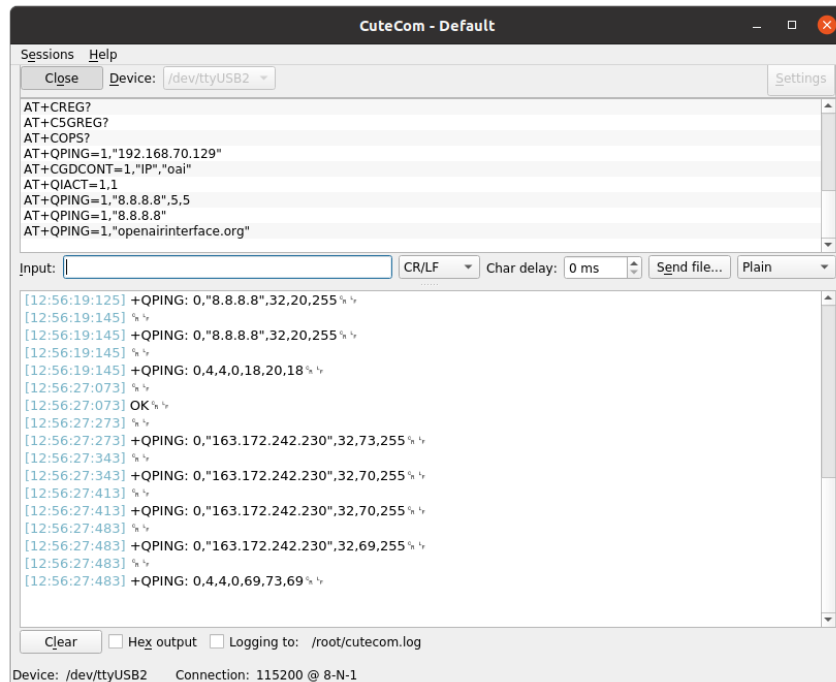 CuteCom - Default
Sessions Help
Close Device: /dev/ttyUSB2 Settings
AT+CREG?
AT+C5GREG?
AT+COPS?
AT+QPING=1,"192.168.70.129"
AT+CGDCONT=1,"IP","oai"
AT+QIACT=1,1
AT+QPING=1,"8.8.8.8",5,5
AT+QPING=1,"8.8.8.8"
AT+QPING=1,"openairinterface.org"
Input: CR/LF Char delay: 0 ms Send file... Plain
[12:56:19:125] +QPING: 0,"8.8.8.8",32,20,255␍␊
[12:56:19:145] ␍␊
[12:56:19:145] +QPING: 0,"8.8.8.8",32,20,255␍␊
[12:56:19:145] ␍␊
[12:56:19:145] +QPING: 0,4,4,0,18,20,18␍␊
[12:56:27:073] ␍␊
[12:56:27:073] OK␍␊
[12:56:27:273] ␍␊
[12:56:27:273] +QPING: 0,"163.172.242.230",32,73,255␍␊
[12:56:27:343] ␍␊
[12:56:27:343] +QPING: 0,"163.172.242.230",32,70,255␍␊
[12:56:27:413] ␍␊
[12:56:27:413] +QPING: 0,"163.172.242.230",32,70,255␍␊
[12:56:27:483] ␍␊
[12:56:27:483] +QPING: 0,"163.172.242.230",32,69,255␍␊
[12:56:27:483] ␍␊
[12:56:27:483] +QPING: 0,4,4,0,69,73,69␍␊
Clear Hex output Logging to: /root/cutecom.log
Device: /dev/ttyUSB2 Connection: 115200 @ 8-N-1